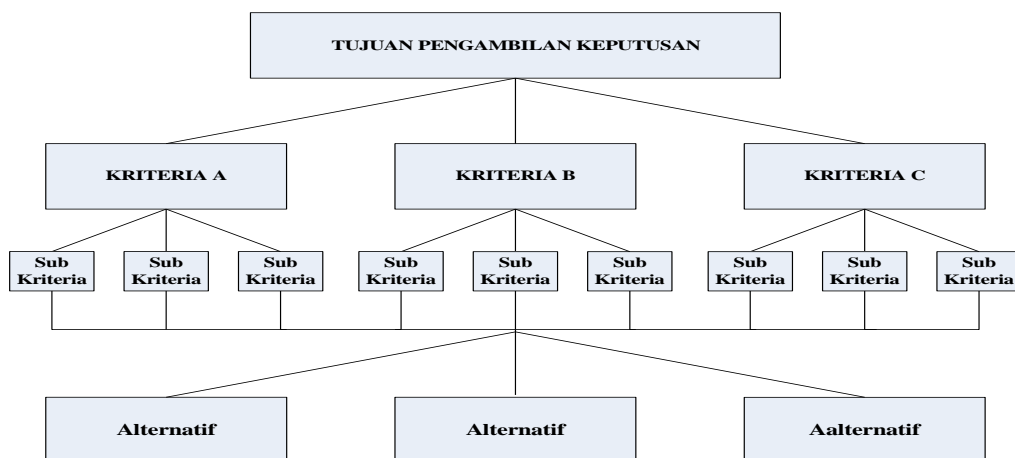 TUJUAN PENGAMBILAN KEPUTUSAN
KRITERIA A
KRITERIA B
KRITERIA C
Sub
Kriteria
Sub
Kriteria
Sub
Kriteria
Sub
Kriteria
Sub
Kriteria
Sub
Kriteria
Sub
Kriteria
Sub
Kriteria
Sub
Kriteria
Alternatif
Alternatif
Aalternatif